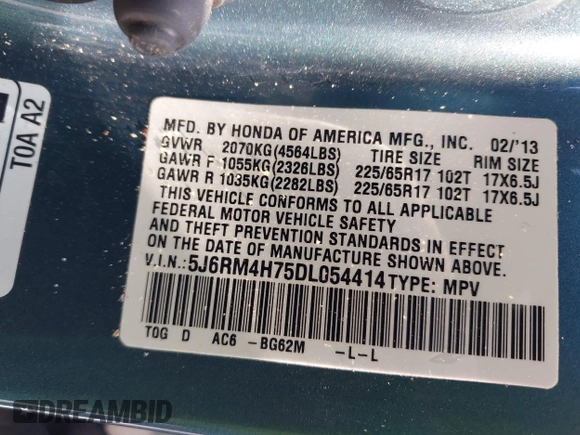 TOA A2
MFD. BY HONDA OF AMERICA MFG., INC. 02/'13
GVWR 2070KG(4564LBS) TIRE SIZE RIM SIZE
GAWR F 1055KG(2326LBS) 225/65R17 102T 17X6.5J
GAWR R 1035KG(2282LBS) 225/65R17 102T 17X6.5J
THIS VEHICLE CONFORMS TO ALL APPLICABLE
FEDERAL MOTOR VEHICLE SAFETY
AND THEFT PREVENTION STANDARDS IN EFFECT
ON THE DATE OF MANUFACTURE SHOWN ABOVE.
V.I.N.:5J6RM4H75DL054414 TYPE: MPV
TOG D AC6 -BG62M -L-L
DREAMBID